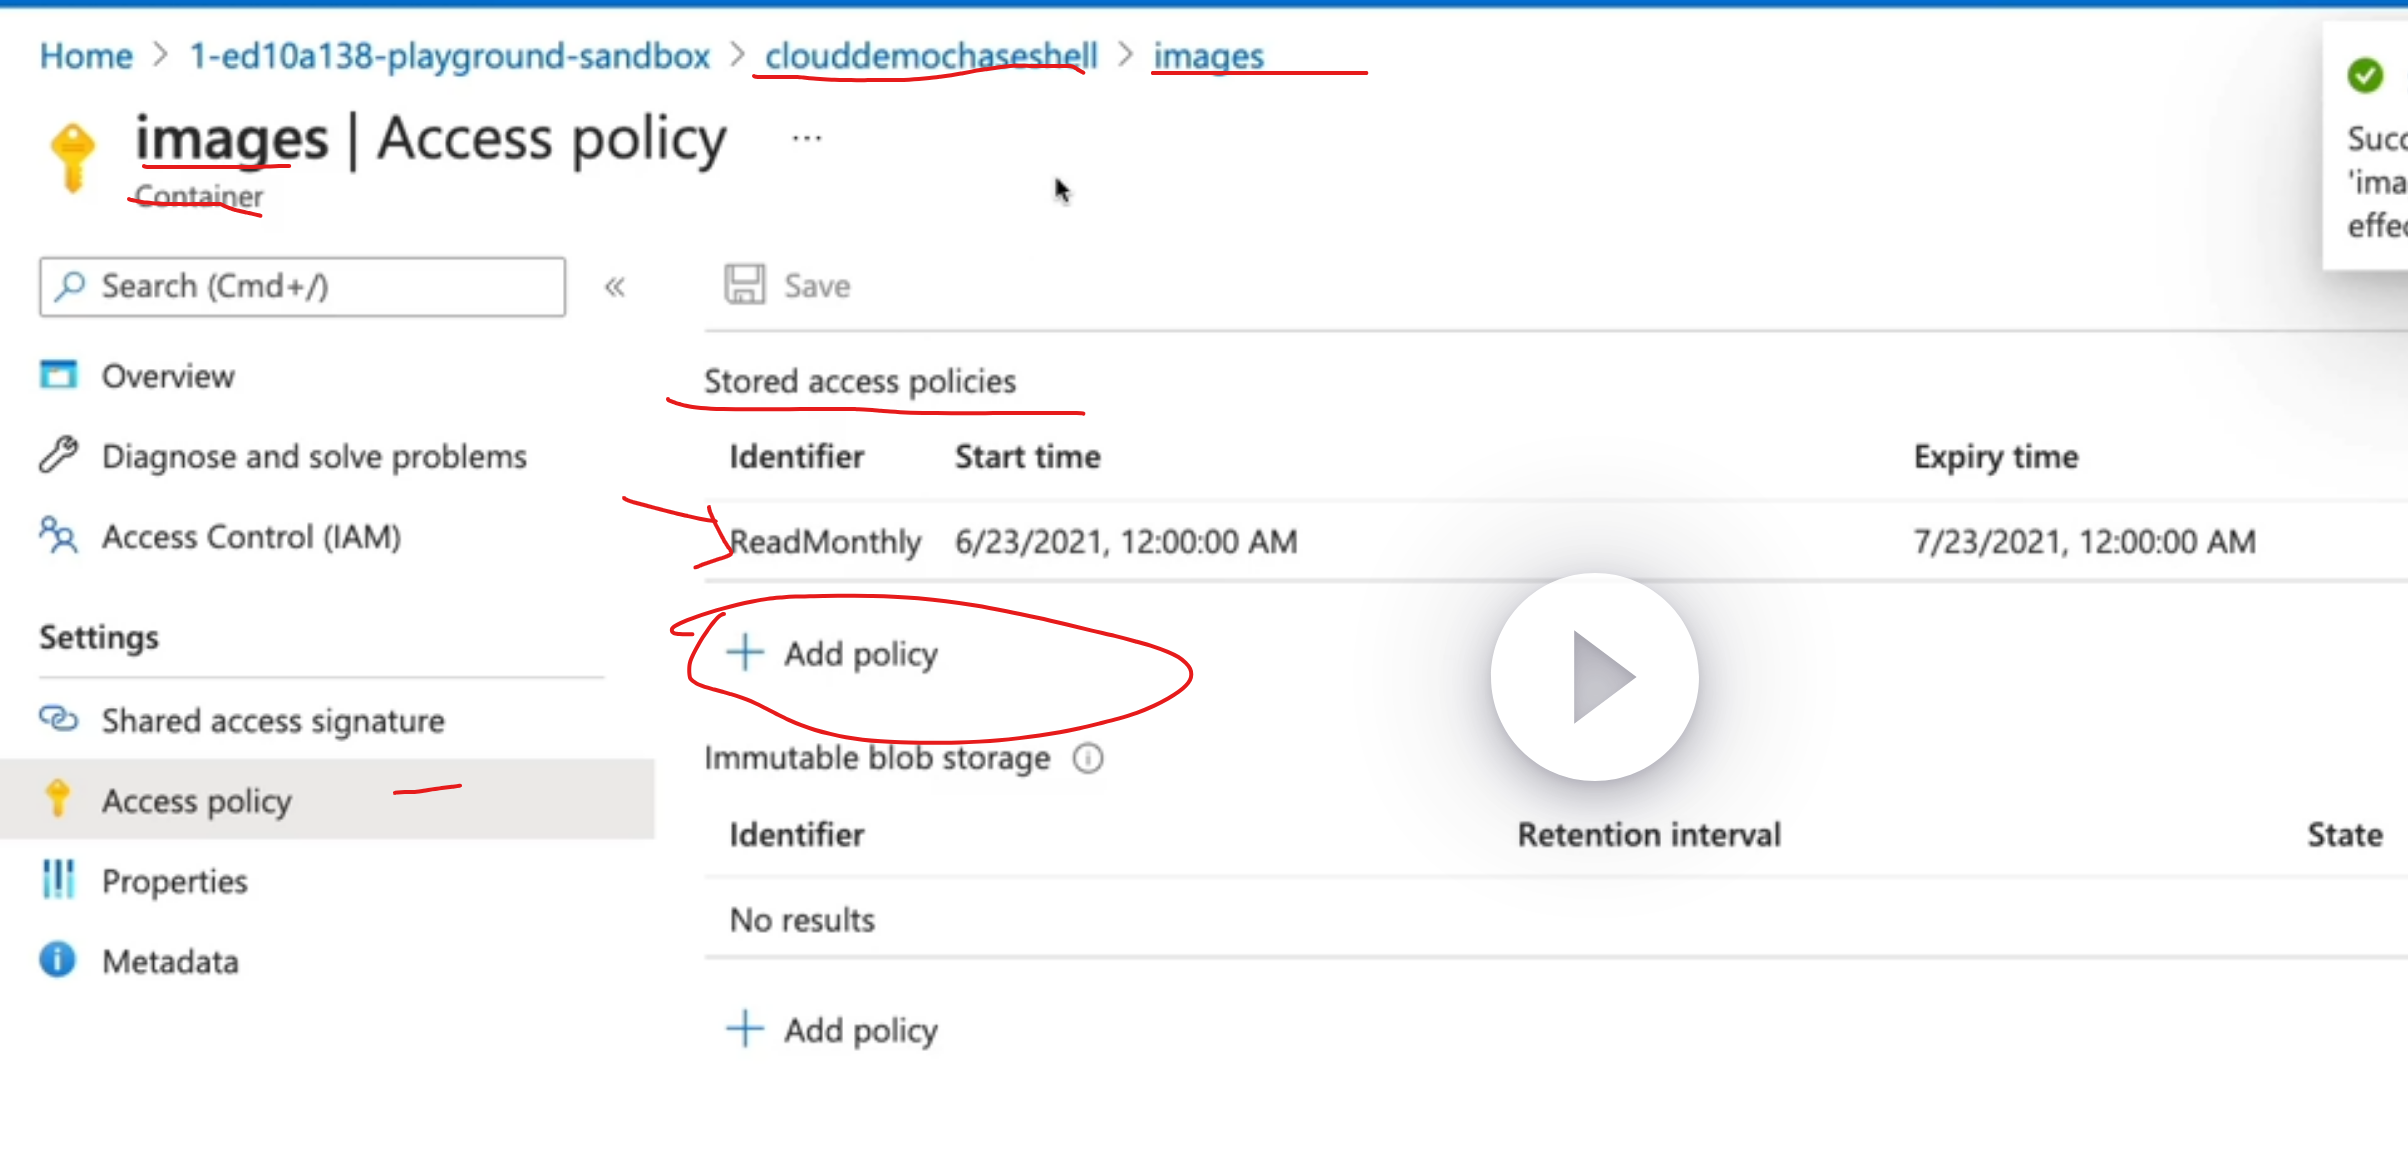 Home > 1-ed10a138-playground-sandbox > clouddemochaseshell > images
images | Access policy ...
Container
Search (Cmd+/)
«
Overview
Diagnose and solve problems
Access Control (IAM)
Settings
Shared access signature
Access policy
Properties
Metadata
Save
Stored access policies
Identifier Start time Expiry time
ReadMonthly 6/23/2021, 12:00:00 AM 7/23/2021, 12:00:00 AM
+ Add policy
Immutable blob storage
Identifier Retention interval State
No results
+ Add policy